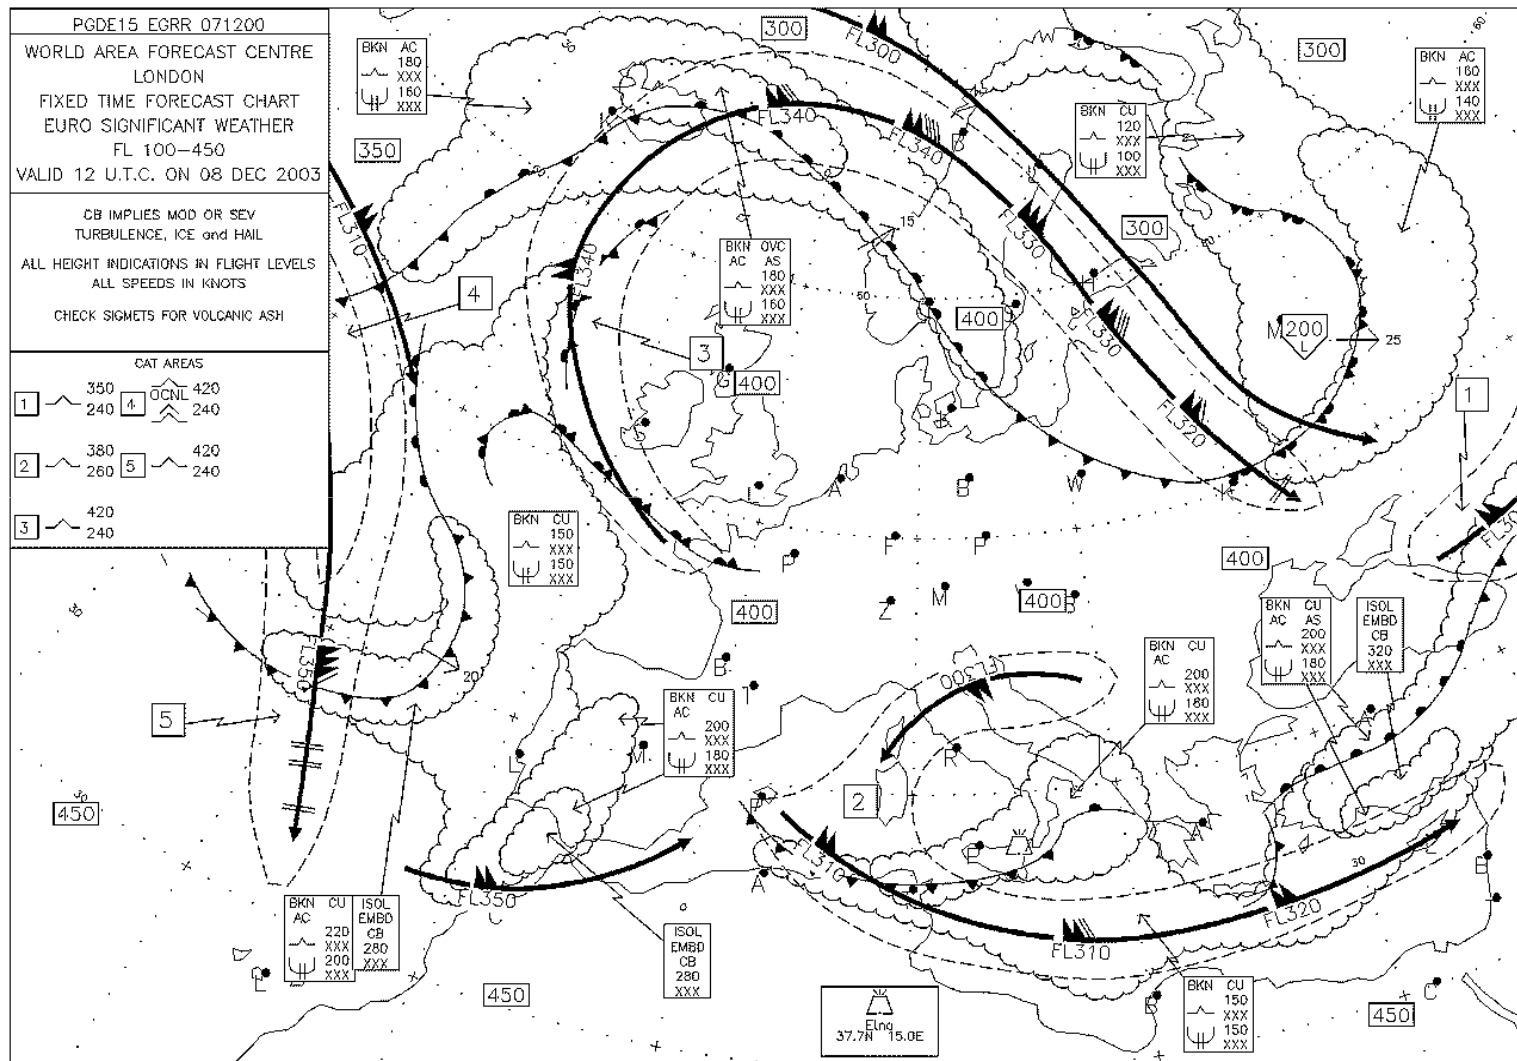 PGDE15 EGRR 071200
WORLD AREA FORECAST CENTRE
LONDON
FIXED TIME FORECAST CHART
EURO SIGNIFICANT WEATHER
FL 100-450
VALID 12 U.T.C. ON 08 DEC 2003
CB IMPLIES MOD OR SEV
TURBULENCE, ICE and HAIL
ALL HEIGHT INDICATIONS IN FLIGHT LEVELS
ALL SPEEDS IN KNOTS
CHECK SIGMETS FOR VOLCANIC ASH
CAT AREAS
1 350
240
4 OCNL 420
240
2 380
260
5 420
240
3 420
240
BKN AC
180
XXX
160
XXX
300
FL300
W
300
BKN AC
160
XXX
140
XXX
350
FL340
FL340
BKN CU
120
XXX
100
XXX
FL310
FL340
BKN OVC
AC AS
180
XXX
160
XXX
15
FL330
300
4
50
400
FL330
M
200
L
25
3
G
400
FL320
1
L
A
B
W
K
BKN CU
150
XXX
150
XXX
P
F
P
FL30
400
400
Z
M
400
B
BKN CU
AC AS
200
XXX
180
XXX
ISOL
EMBD
CB
320
XXX
FL350
20
B
FL300
BKN CU
AC
200
XXX
180
XXX
5
T
BKN CU
AC
200
XXX
180
XXX
A
L
M
R
450
P
2
A
FL310
30
FL350
A
FL320
B
BKN CU
AC
220
XXX
200
XXX
ISOL
EMBD
CB
280
XXX
ISOL
EMBD
CB
280
XXX
FL310
L
450
BKN CU
150
XXX
150
XXX
B
C
450
Elna
37.7N 15.0E